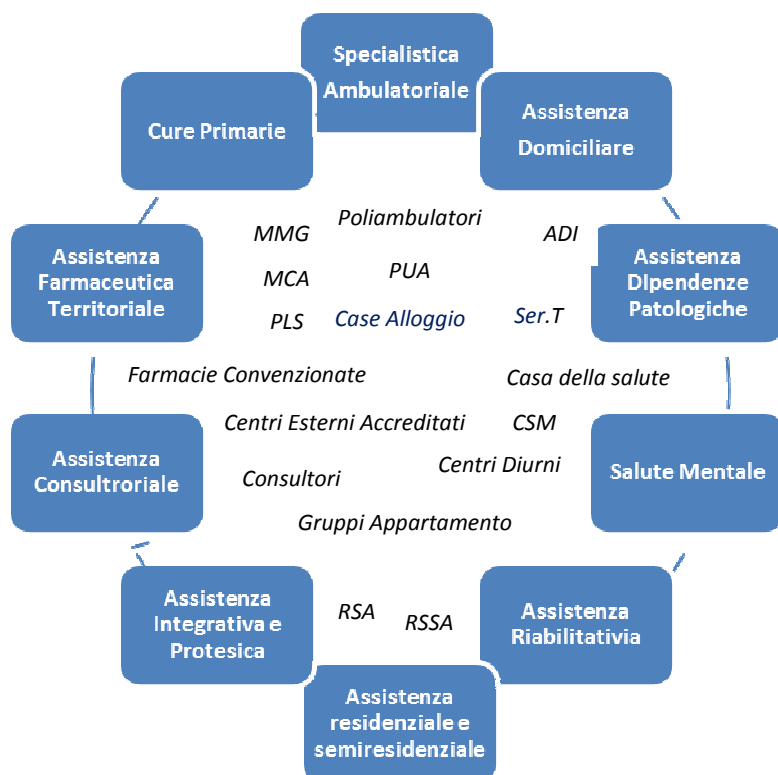 Specialistica
Ambulatoriale
Cure Primarie
Assistenza
Domiciliare
MMG
Poliambulatori
ADI
Assistenza
Farmaceutica
Territoriale
MCA
PUA
Assistenza
DIpendenze
Patologiche
PLS
Case Alloggio
Ser.T
Farmacie Convenzionate
Casa della salute
Centri Esterni Accreditati
CSM
Assistenza
Consultroriale
Consultori
Centri Diurni
Salute Mentale
Gruppi Appartamento
Assistenza
Integrativa e
Protesica
RSA
RSSA
Assistenza
Riabilitativia
Assistenza
residenziale e
semiresidenziale